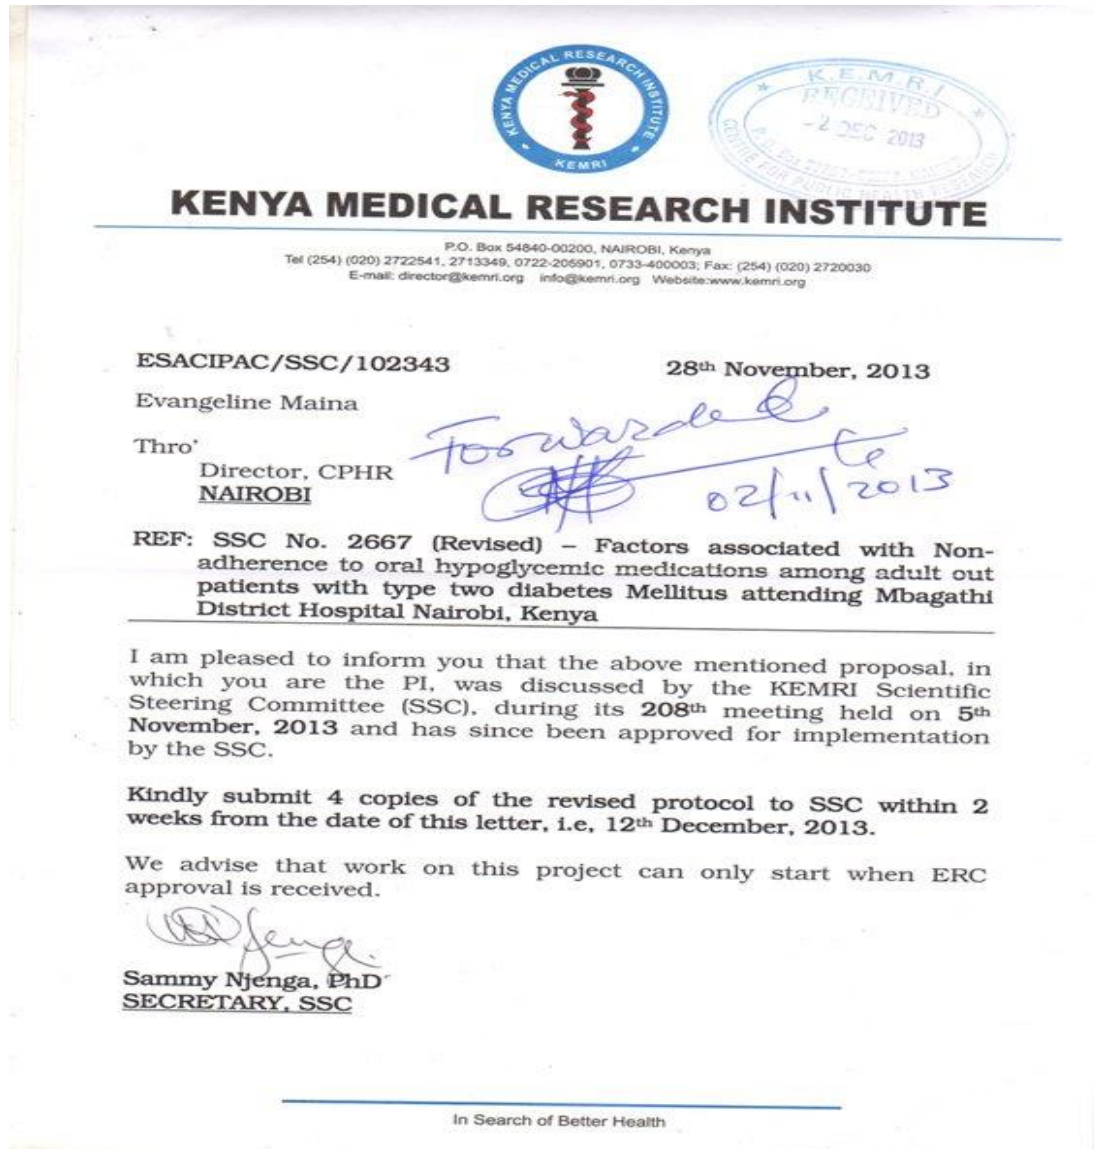 KENYA MEDICAL RESEARCH INSTITUTE
KEMRI
K.E.M.R.I
RECEIVED
-2 DEC 2013
CENTRE FOR PUBLIC HEALTH RESEARCH
P. O. Box
KENYA MEDICAL RESEARCH INSTITUTE
P.O. Box 54840-00200, NAIROBI, Kenya
Tel (254) (020) 2722541, 2713349, 0722-205901, 0733-400003; Fax: (254) (020) 2720030
E-mail: director@kemri.org info@kemri.org Website:www.kemri.org
ESACIPAC/SSC/102343 28th November, 2013
Evangeline Maina
Forwarded
Thro'
Director, CPHR
NAIROBI
02/11/2013
REF: SSC No. 2667 (Revised) – Factors associated with Non-
adherence to oral hypoglycemic medications among adult out
patients with type two diabetes Mellitus attending Mbagathi
District Hospital Nairobi, Kenya
I am pleased to inform you that the above mentioned proposal, in
which you are the PI, was discussed by the KEMRI Scientific
Steering Committee (SSC), during its 208th meeting held on 5th
November, 2013 and has since been approved for implementation
by the SSC.
Kindly submit 4 copies of the revised protocol to SSC within 2
weeks from the date of this letter, i.e, 12th December, 2013.
We advise that work on this project can only start when ERC
approval is received.
Sammy Njenga, PhD
SECRETARY, SSC
In Search of Better Health